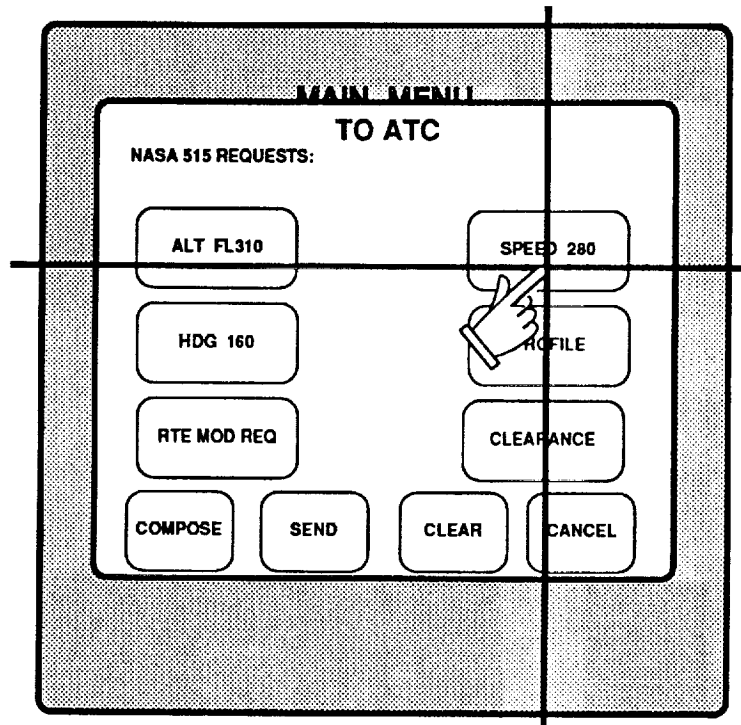 MAIN MENU
TO ATC
NASA 515 REQUESTS:
ALT FL310
SPEED 280
HDG 160
PROFILE
RTE MOD REQ
CLEARANCE
COMPOSE
SEND
CLEAR
CANCEL